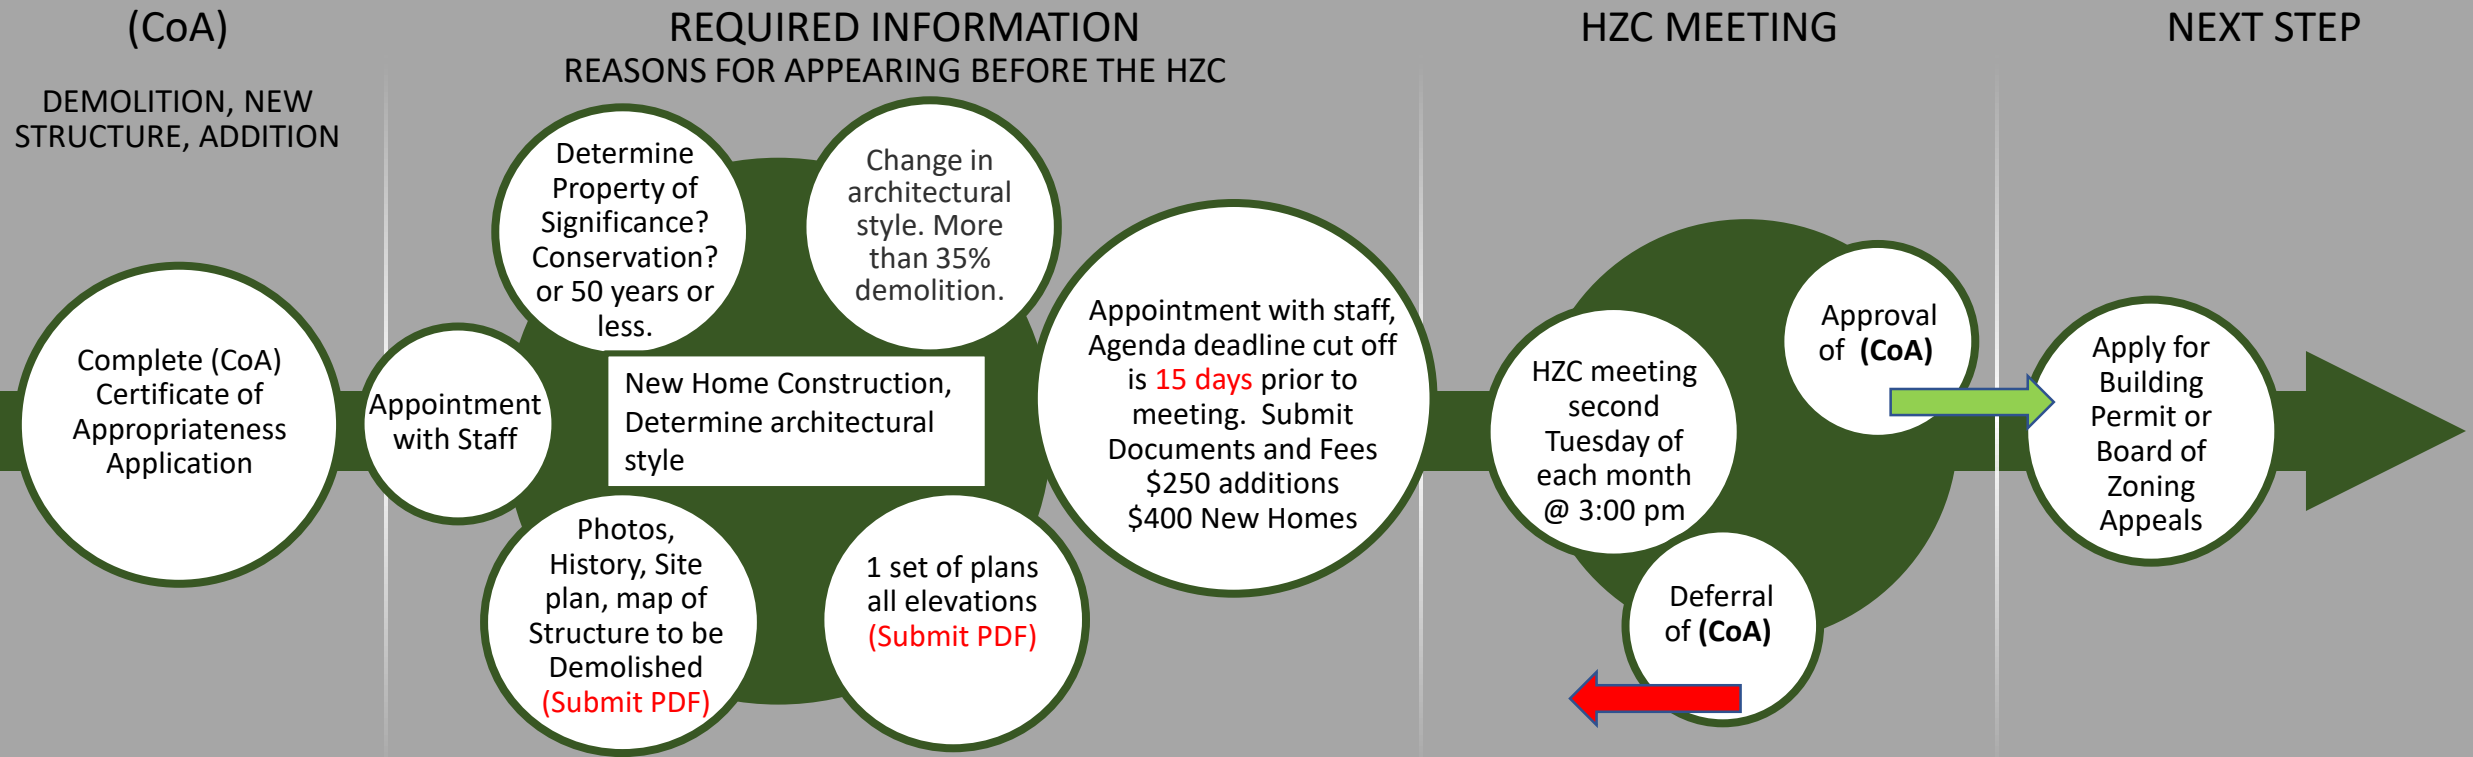 (CoA)
DEMOLITION, NEW
STRUCTURE, ADDITION
Complete (CoA)
Certificate of
Appropriateness
Application
REQUIRED INFORMATION
REASONS FOR APPEARING BEFORE THE HZC
Appointment
with Staff
Determine
Property of
Significance?
Conservation?
or 50 years or
less.
Change in
architectural
style. More
than 35%
demolition.
New Home Construction,
Determine architectural
style
Photos,
History, Site
plan, map of
Structure to be
Demolished
(Submit PDF)
1 set of plans
all elevations
(Submit PDF)
Appointment with staff,
Agenda deadline cut off
is 15 days prior to
meeting. Submit
Documents and Fees
$250 additions
$400 New Homes
HZC MEETING
HZC meeting
second
Tuesday of
each month
@ 3:00 pm
Approval
of (CoA)
Deferral
of (CoA)
NEXT STEP
Apply for
Building
Permit or
Board of
Zoning
Appeals